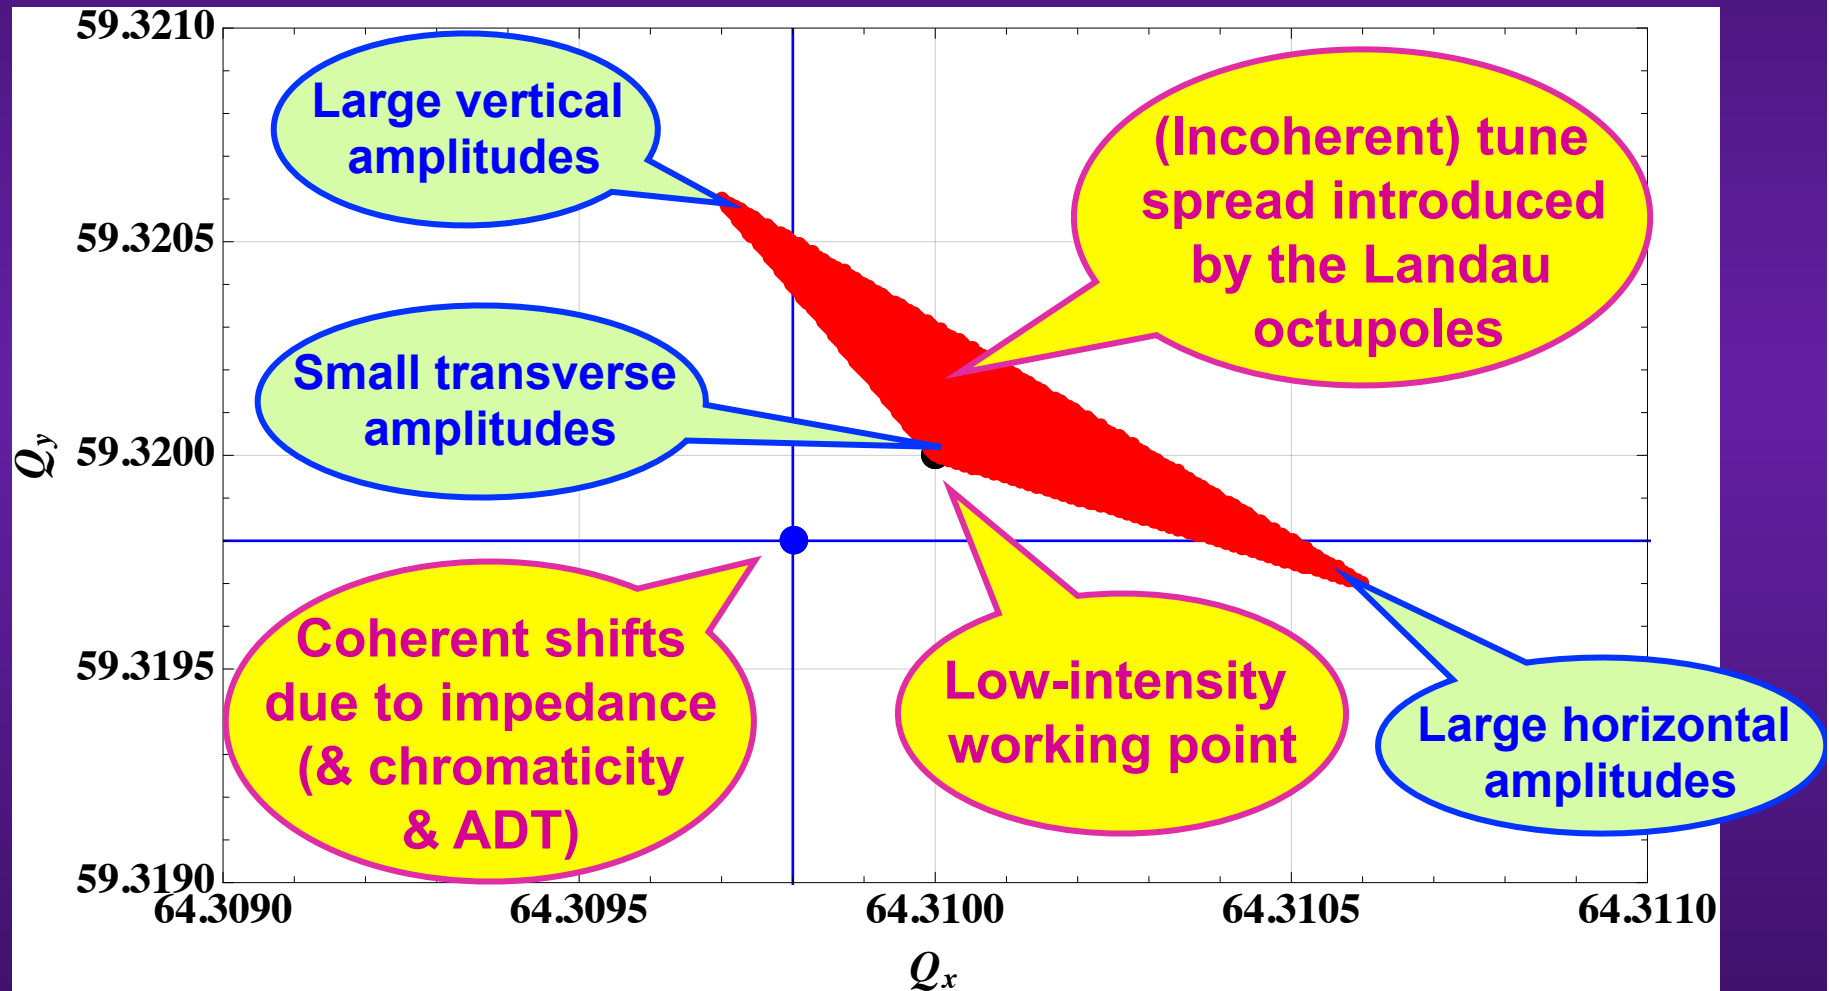 59.3210
Large vertical
amplitudes
(Incoherent) tune
spread introduced
by the Landau
octupoles
59.3205
Small transverse
amplitudes
Qy
59.3200
Coherent shifts
due to impedance
(& chromaticity
& ADT)
59.3195
Low-intensity
working point
Large horizontal
amplitudes
59.3190
64.3090 64.3095 64.3100 64.3105 64.3110
Qx